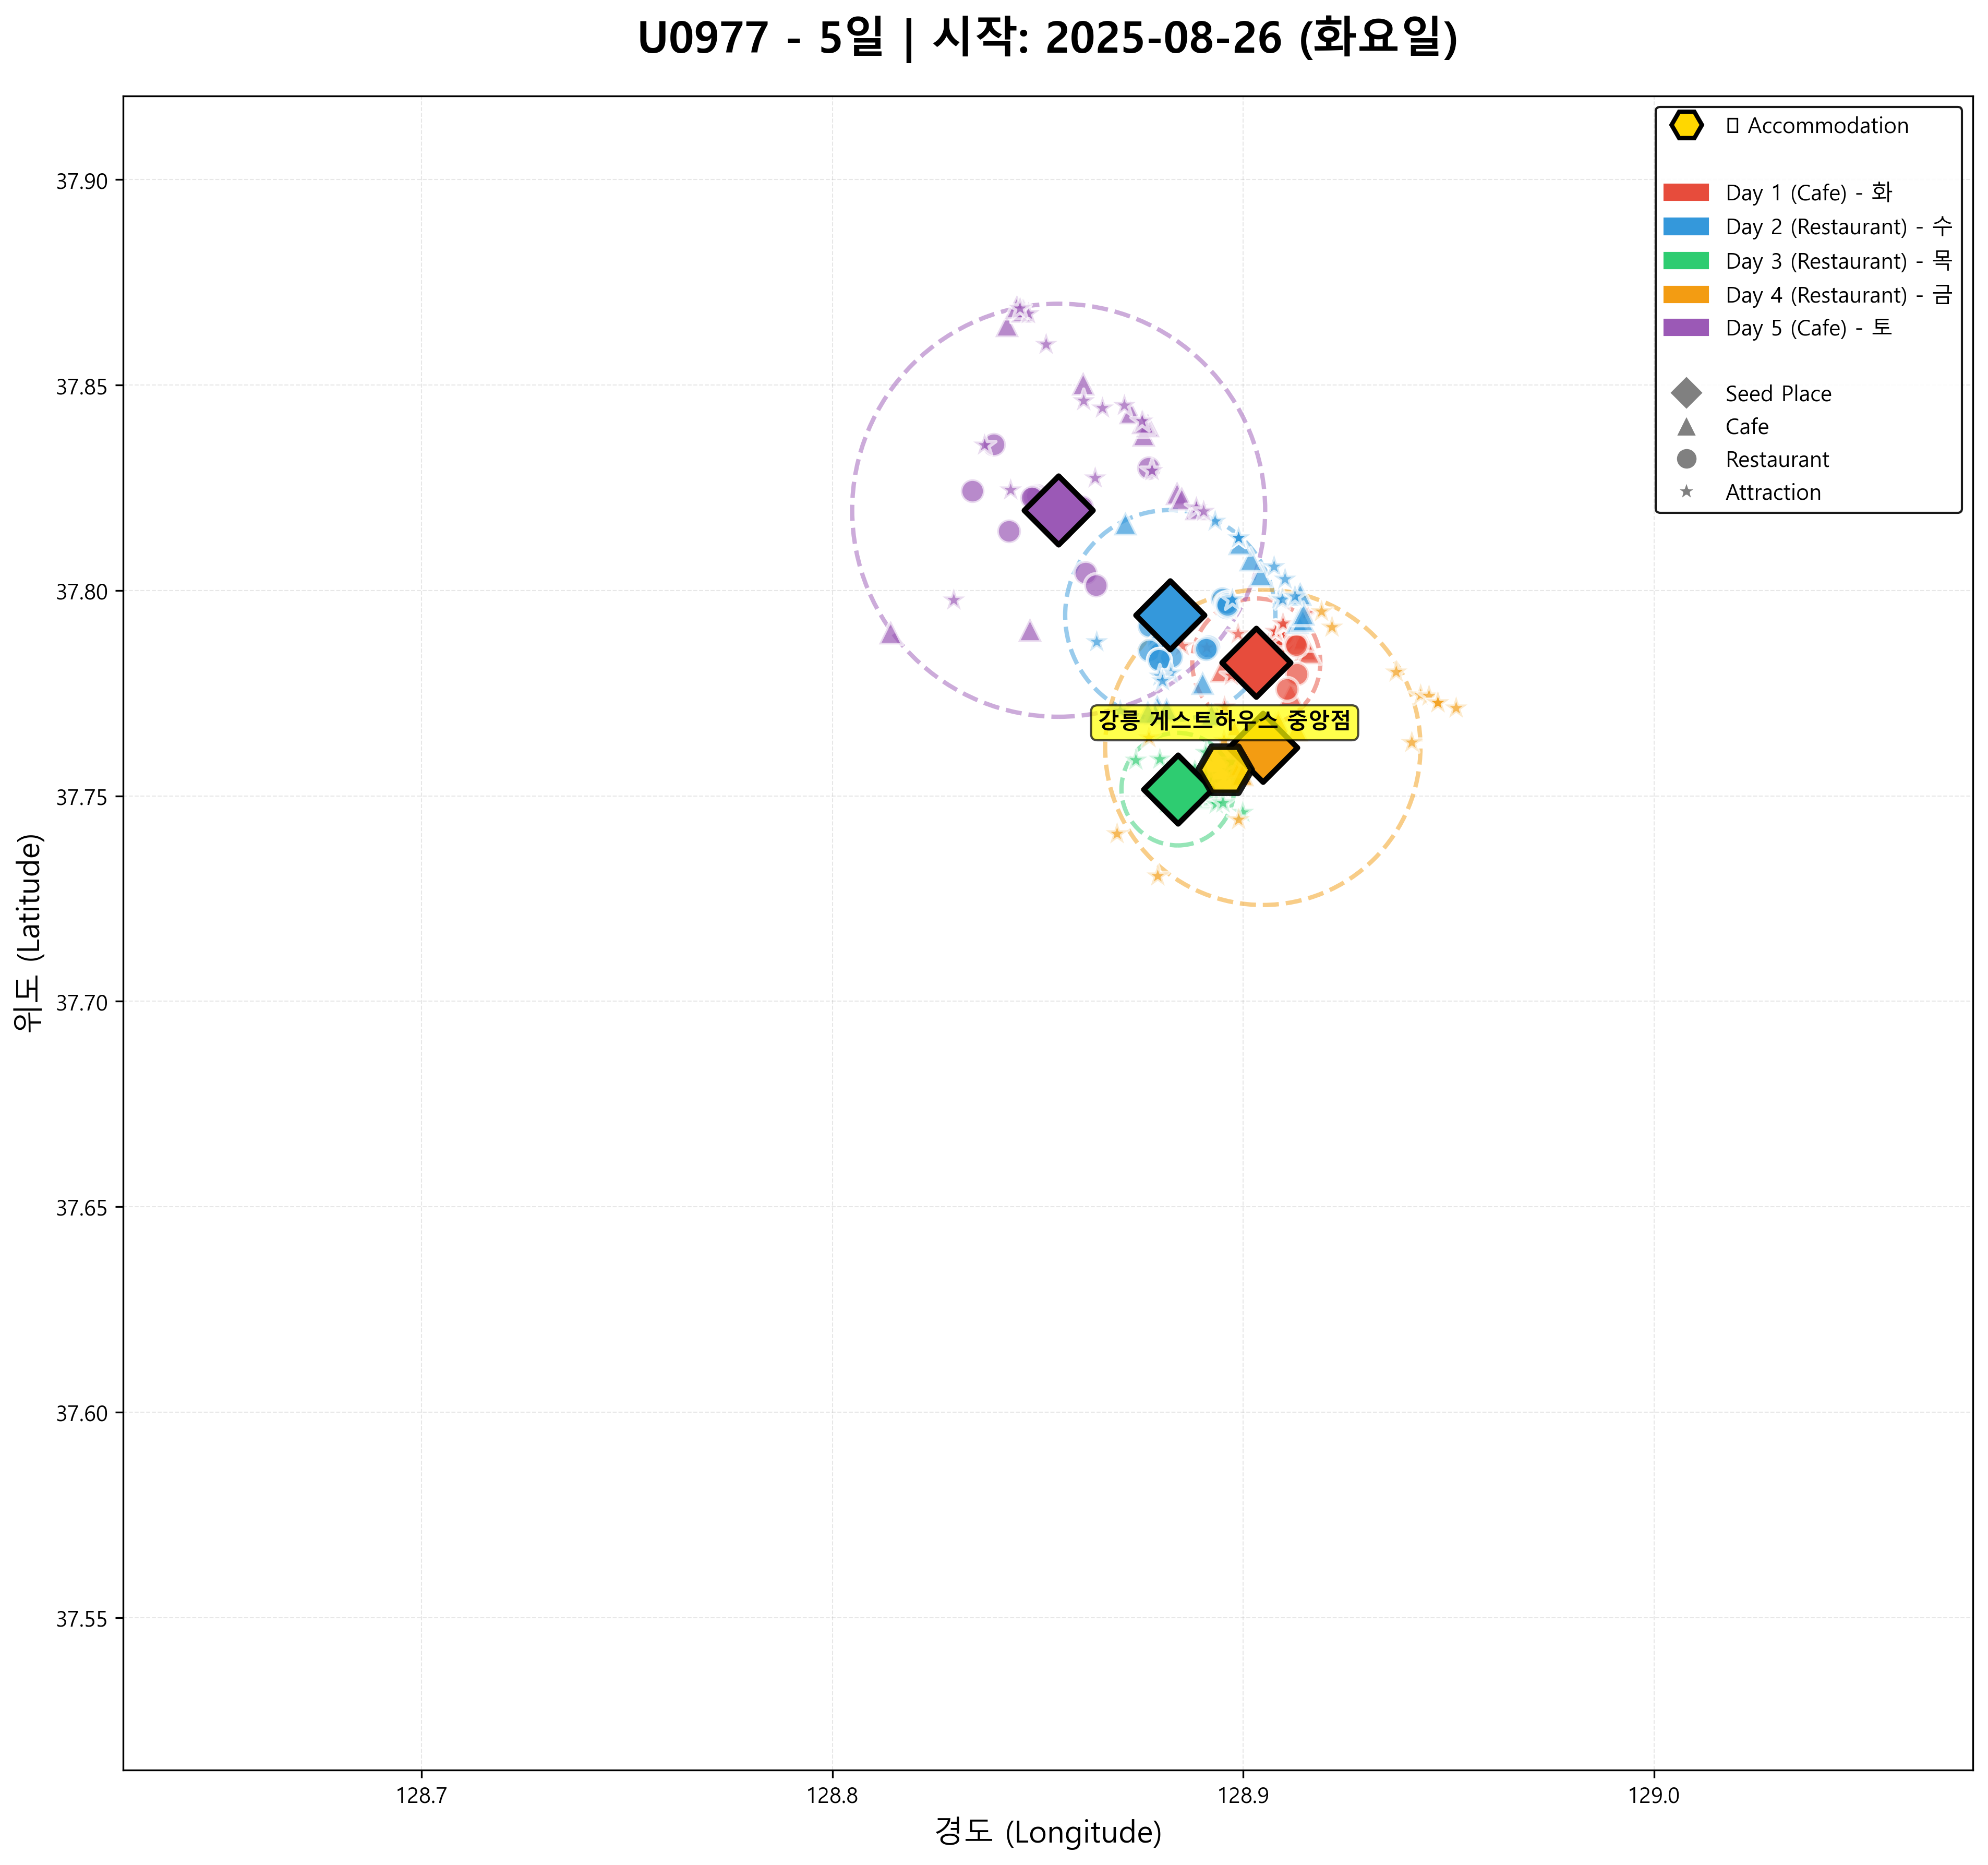 U0977 - 5일 | 시작: 2025-08-26 (화요일)
Accommodation
Day 1 (Cafe) - 화
Day 2 (Restaurant) - 수
Day 3 (Restaurant) - 목
Day 4 (Restaurant) - 금
Day 5 (Cafe) - 토
Seed Place
Cafe
Restaurant
Attraction
37.90
37.85
37.80
37.75
37.70
37.65
37.60
37.55
강릉 게스트하우스 중앙점
위도 (Latitude)
128.7
128.8
128.9
129.0
경도 (Longitude)